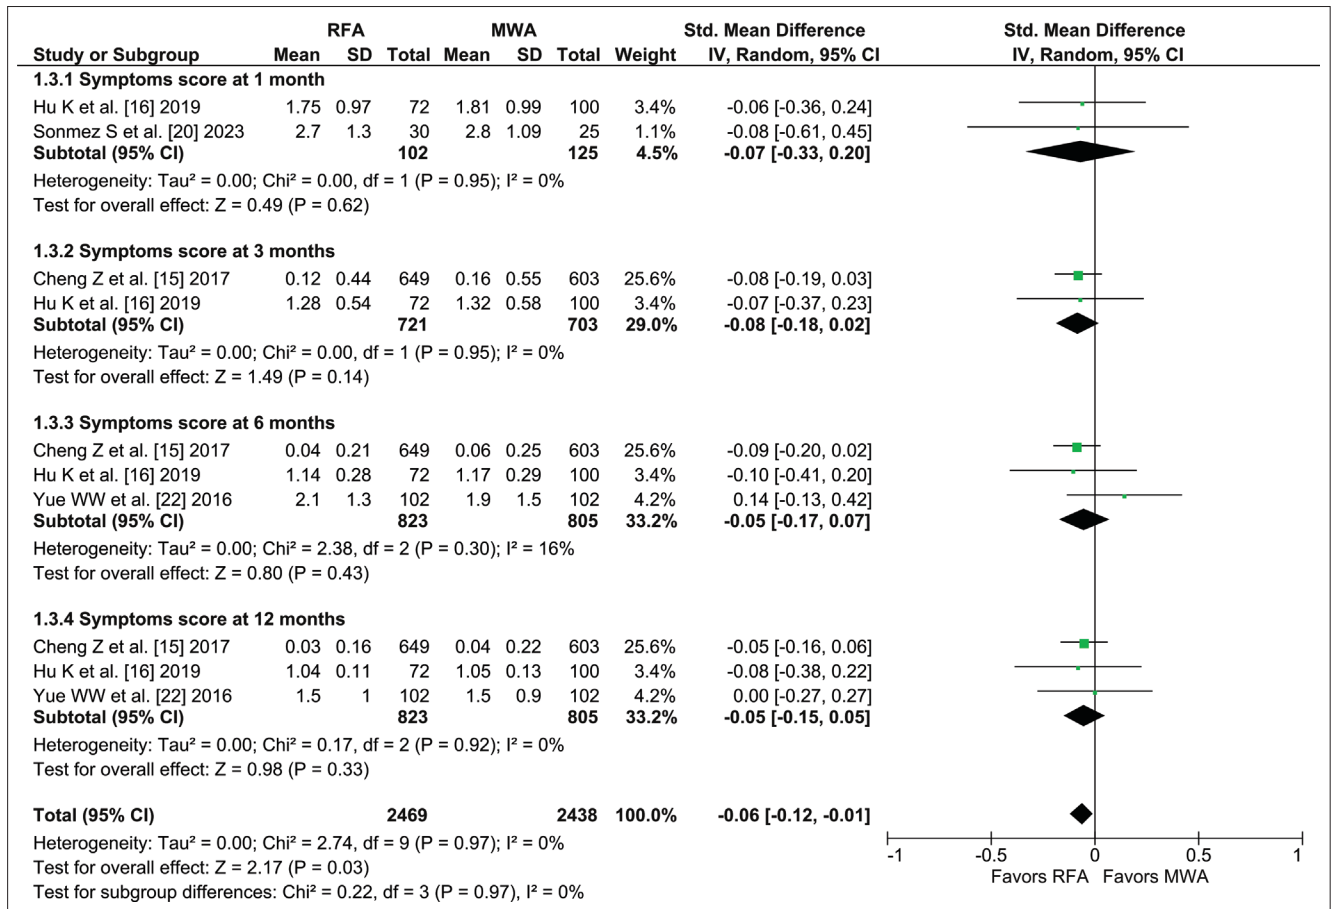 RFA MWA Std. Mean Difference Std. Mean Difference
Study or Subgroup Mean SD Total Mean SD Total Weight IV, Random, 95% CI IV, Random, 95% CI
1.3.1 Symptoms score at 1 month
Hu K et al. [16] 2019 1.75 0.97 72 1.81 0.99 100 3.4% -0.06 [-0.36, 0.24]
Sonmez S et al. [20] 2023 2.7 1.3 30 2.8 1.09 25 1.1% -0.08 [-0.61, 0.45]
Subtotal (95% CI) 102 125 4.5% -0.07 [-0.33, 0.20]
Heterogeneity: Tau² = 0.00; Chi² = 0.00, df = 1 (P = 0.95); I² = 0%
Test for overall effect: Z = 0.49 (P = 0.62)
1.3.2 Symptoms score at 3 months
Cheng Z et al. [15] 2017 0.12 0.44 649 0.16 0.55 603 25.6% -0.08 [-0.19, 0.03]
Hu K et al. [16] 2019 1.28 0.54 72 1.32 0.58 100 3.4% -0.07 [-0.37, 0.23]
Subtotal (95% CI) 721 703 29.0% -0.08 [-0.18, 0.02]
Heterogeneity: Tau² = 0.00; Chi² = 0.00, df = 1 (P = 0.95); I² = 0%
Test for overall effect: Z = 1.49 (P = 0.14)
1.3.3 Symptoms score at 6 months
Cheng Z et al. [15] 2017 0.04 0.21 649 0.06 0.25 603 25.6% -0.09 [-0.20, 0.02]
Hu K et al. [16] 2019 1.14 0.28 72 1.17 0.29 100 3.4% -0.10 [-0.41, 0.20]
Yue WW et al. [22] 2016 2.1 1.3 102 1.9 1.5 102 4.2% 0.14 [-0.13, 0.42]
Subtotal (95% CI) 823 805 33.2% -0.05 [-0.17, 0.07]
Heterogeneity: Tau² = 0.00; Chi² = 2.38, df = 2 (P = 0.30); I² = 16%
Test for overall effect: Z = 0.80 (P = 0.43)
1.3.4 Symptoms score at 12 months
Cheng Z et al. [15] 2017 0.03 0.16 649 0.04 0.22 603 25.6% -0.05 [-0.16, 0.06]
Hu K et al. [16] 2019 1.04 0.11 72 1.05 0.13 100 3.4% -0.08 [-0.38, 0.22]
Yue WW et al. [22] 2016 1.5 1 102 1.5 0.9 102 4.2% 0.00 [-0.27, 0.27]
Subtotal (95% CI) 823 805 33.2% -0.05 [-0.15, 0.05]
Heterogeneity: Tau² = 0.00; Chi² = 0.17, df = 2 (P = 0.92); I² = 0%
Test for overall effect: Z = 0.98 (P = 0.33)
Total (95% CI) 2469 2438 100.0% -0.06 [-0.12, -0.01]
Heterogeneity: Tau² = 0.00; Chi² = 2.74, df = 9 (P = 0.97); I² = 0%
Test for overall effect: Z = 2.17 (P = 0.03)
Test for subgroup differences: Chi² = 0.22, df = 3 (P = 0.97), I² = 0%
-1 -0.5 0 0.5 1
Favors RFA Favors MWA